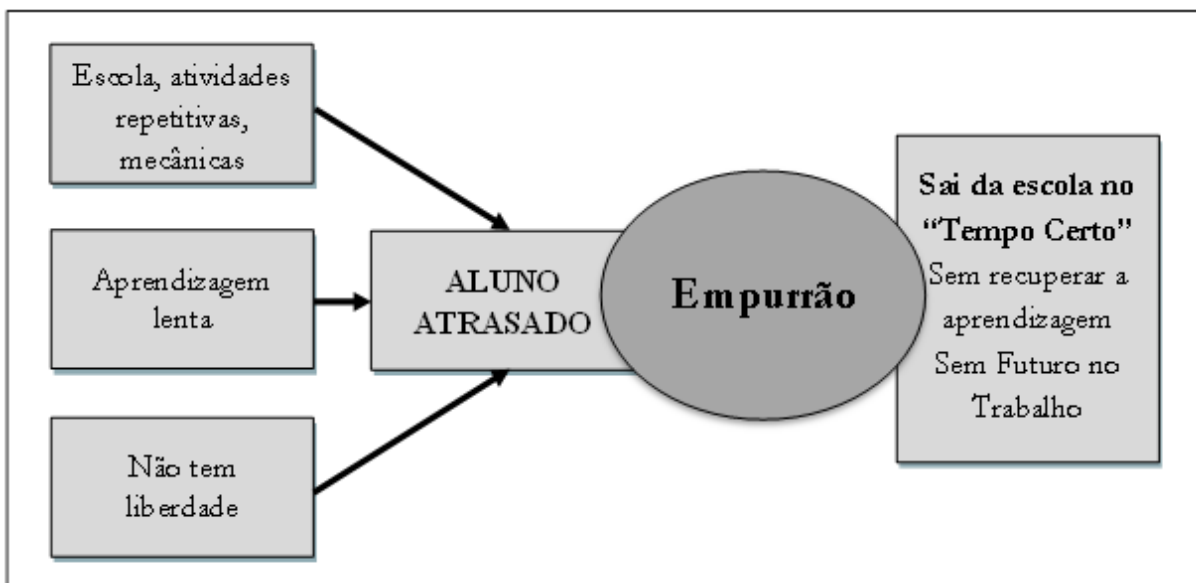 Escola, atividades
repetitivas,
mecânicas
Aprendizagem
lenta
Não tem
liberdade
ALUNO
ATRASADO
Empurrão
Sai da escola no
“Tempo Certo”
Sem recuperar a
aprendizagem
Sem Futuro no
Trabalho